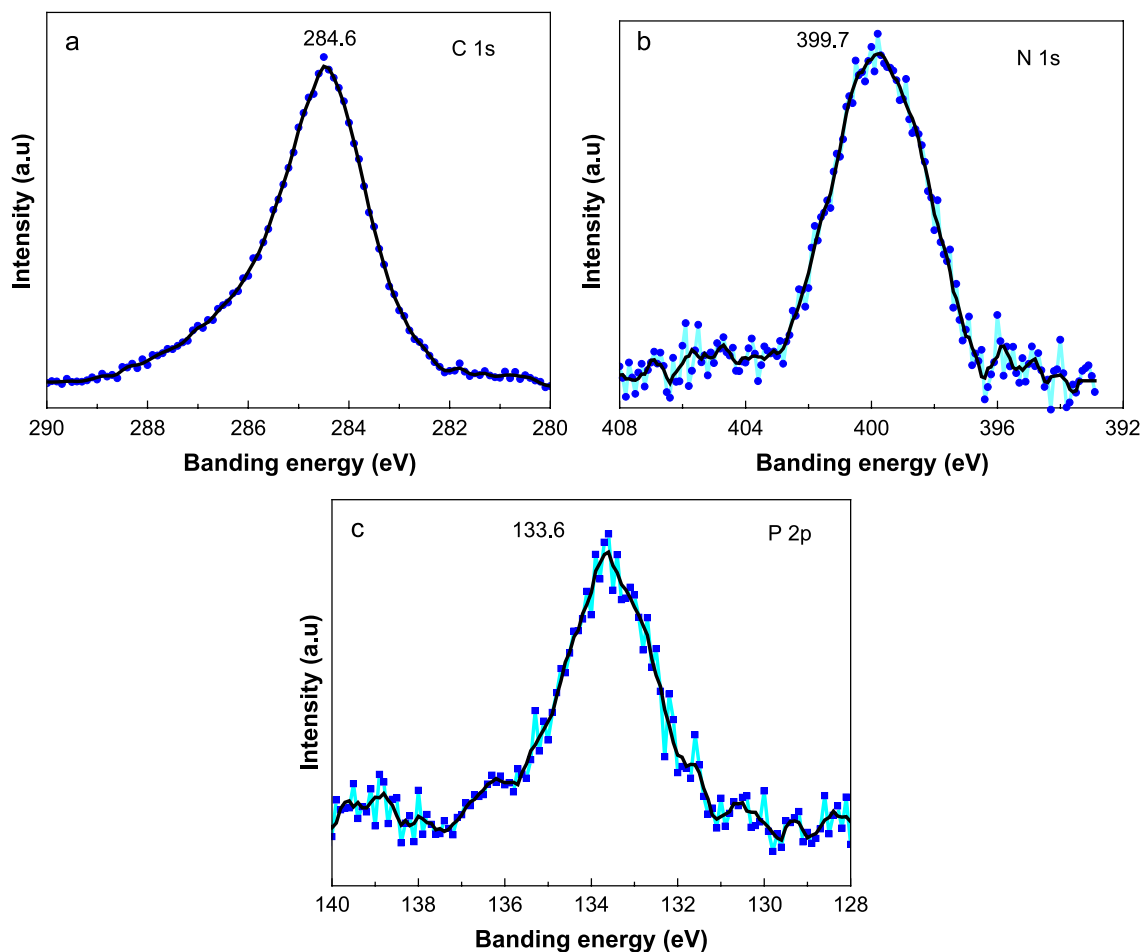 a
284.6
C 1s
Intensity (a.u)
290
288
286
284
282
280
Banding energy (eV)
b
399.7
N 1s
Intensity (a.u)
408
404
400
396
392
Banding energy (eV)
c
133.6
P 2p
Intensity (a.u)
140
138
136
134
132
130
128
Banding energy (eV)